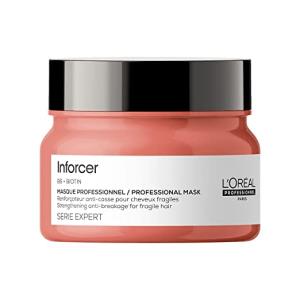 Inforcer
B6 + BIOTIN
MASQUE PROFESSIONNEL / PROFESSIONAL MASK
Renforçateur anti-casse pour cheveux fragiles
Strengthening anti-breakage for fragile hair
SERIE EXPERT
L'ORÉAL
PROFESSIONNEL
PARIS